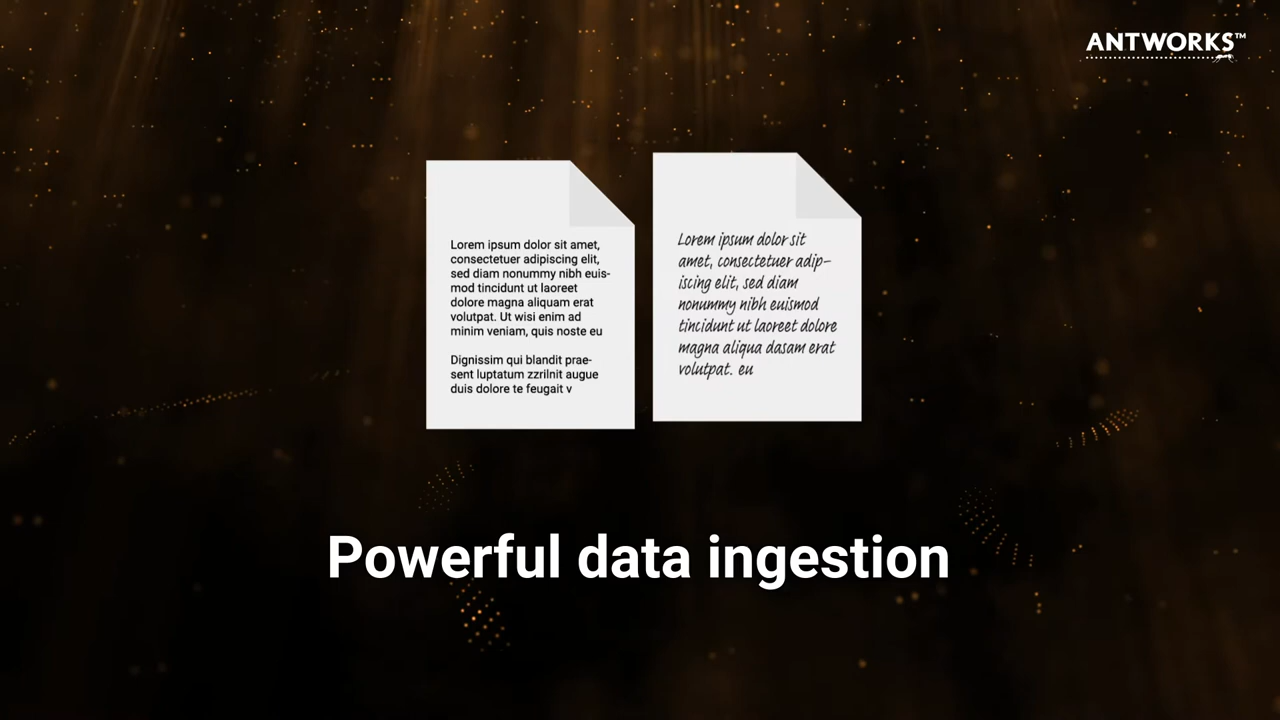 ANTWORKS™
Lorem ipsum dolor sit amet,
consectetuer adipiscing elit,
sed diam nonummy nibh euis-
mod tincidunt ut laoreet
dolore magna aliquam erat
volutpat. Ut wisi enim ad
minim veniam, quis noste eu
Dignissim qui blandit prae-
sent luptatum zzrilnit augue
duis dolore te feugait v
Lorem ipsum dolor sit
amet, consectetuer adip-
iscing elit, sed diam
nonummy nibh euismod
tincidunt ut laoreet dolore
magna aliqua dasam erat
volutpat. eu
Powerful data ingestion